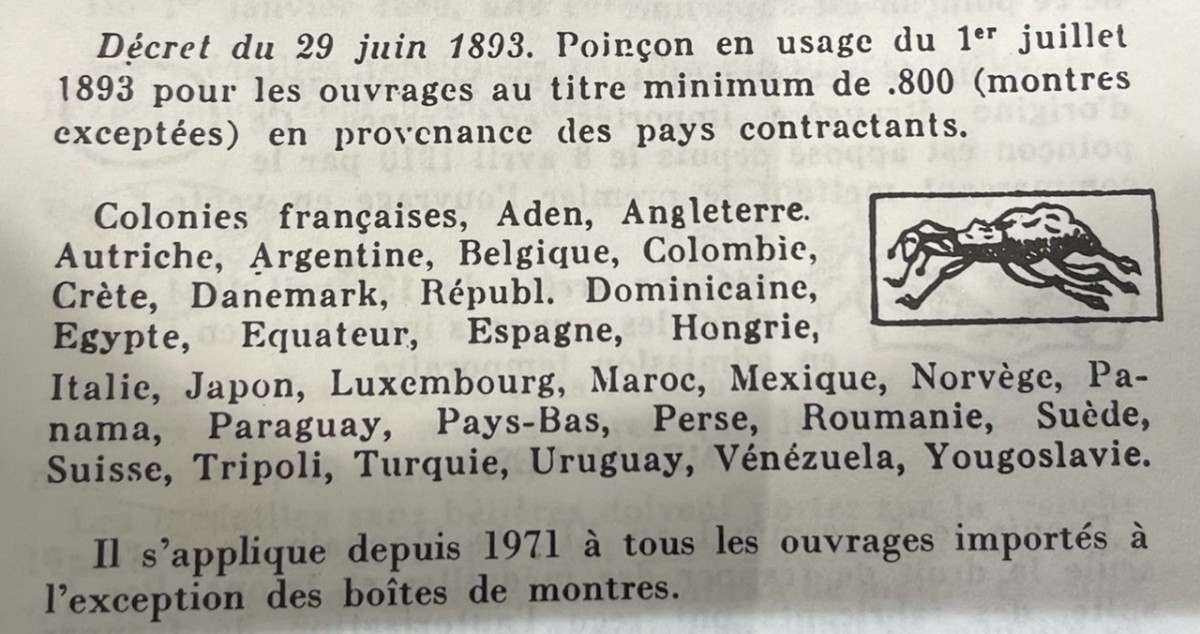 Décret du 29 juin 1893. Poinçon en usage du 1er juillet
1893 pour les ouvrages au titre minimum de .800 (montres
exceptées) en provenance des pays contractants.
Colonies françaises, Aden, Angleterre.
Autriche, Argentine, Belgique, Colombie,
Crète, Danemark, Républ. Dominicaine,
Egypte, Equateur, Espagne, Hongrie,
Italie, Japon, Luxembourg, Maroc, Mexique, Norvège, Pa-
nama, Paraguay, Pays-Bas, Perse, Roumanie, Suède,
Suisse, Tripoli, Turquie, Uruguay, Vénézuela, Yougoslavie.
Il s'applique depuis 1971 à tous les ouvrages importés à
l'exception des boîtes de montres.